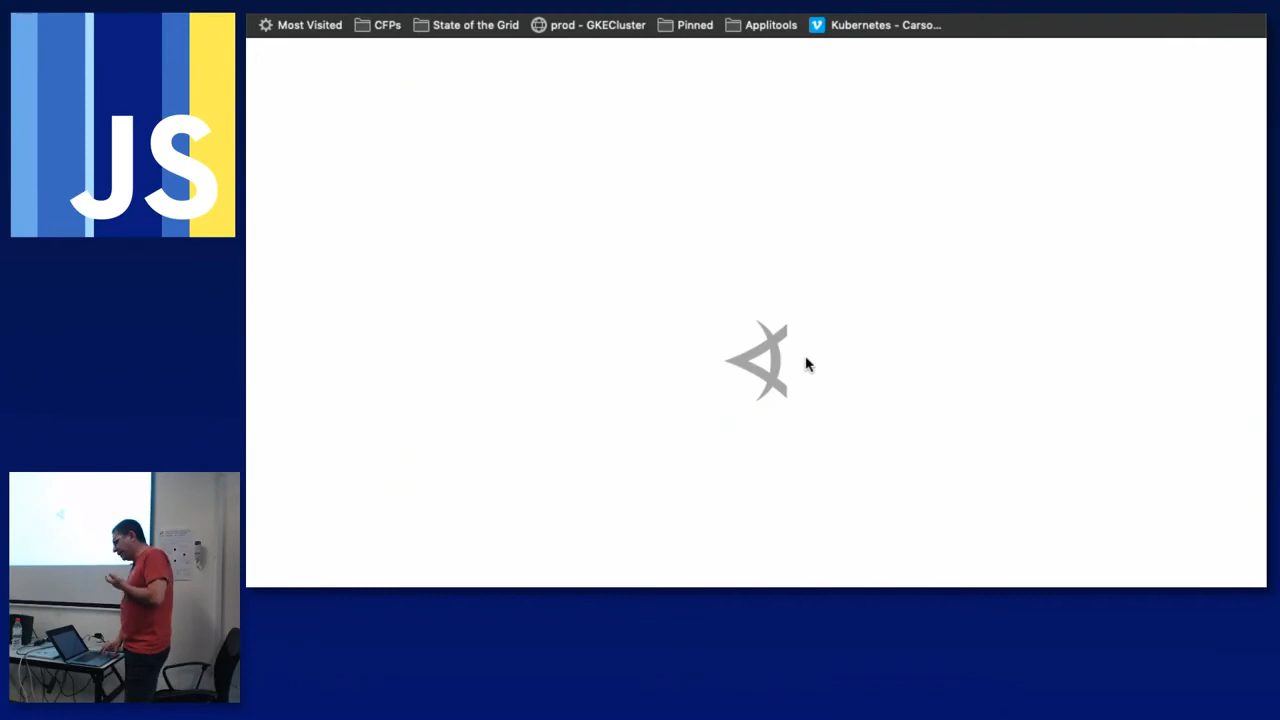 Most Visited CFPs State of the Grid prod - GKECluster Pinned Applitools Kubernetes - Carso...
JS